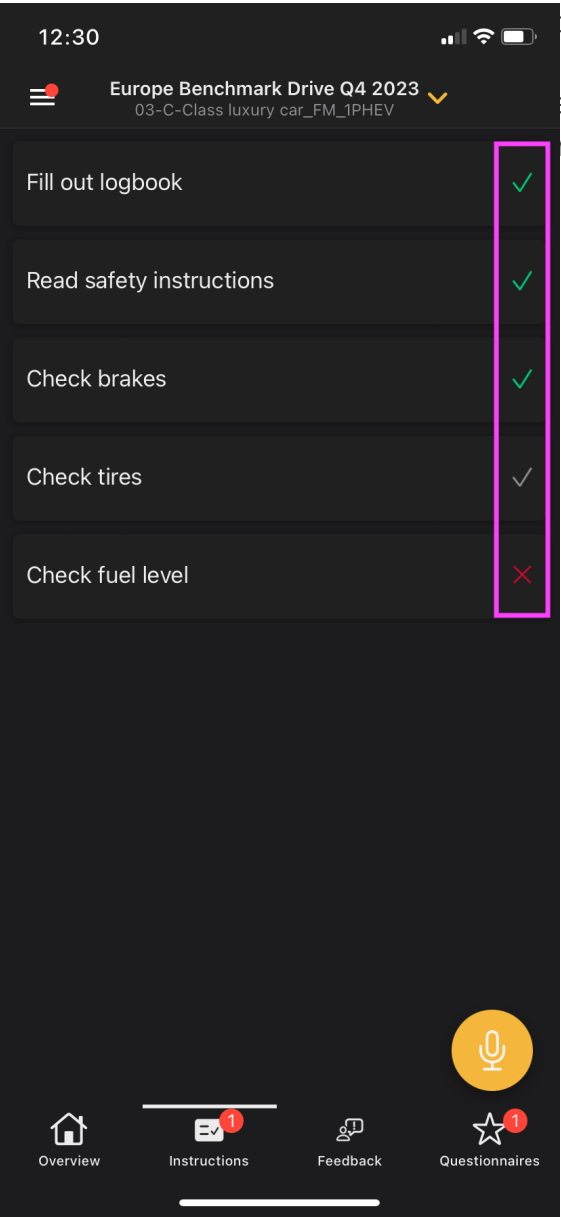 12:30
Europe Benchmark Drive Q4 2023
03-C-Class luxury car_FM_1PHEV
Fill out logbook
Read safety instructions
Check brakes
Check tires
Check fuel level
1
1
Overview
Instructions
Feedback
Questionnaires